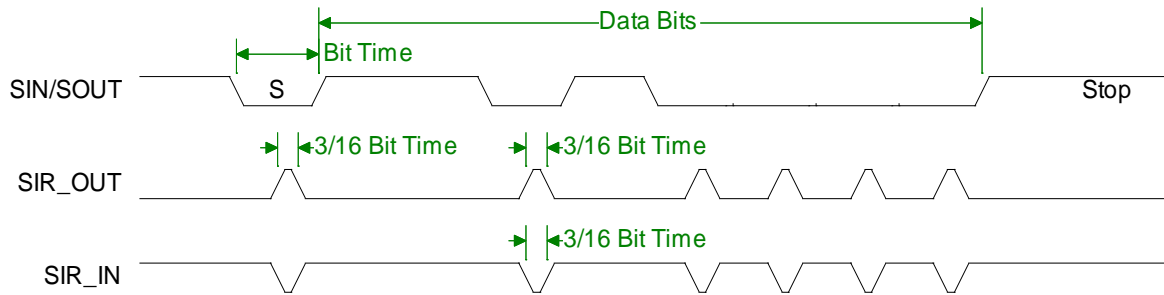 Data Bits
Bit Time
SIN/SOUT
S
Stop
3/16 Bit Time
3/16 Bit Time
SIR_OUT
3/16 Bit Time
SIR_IN